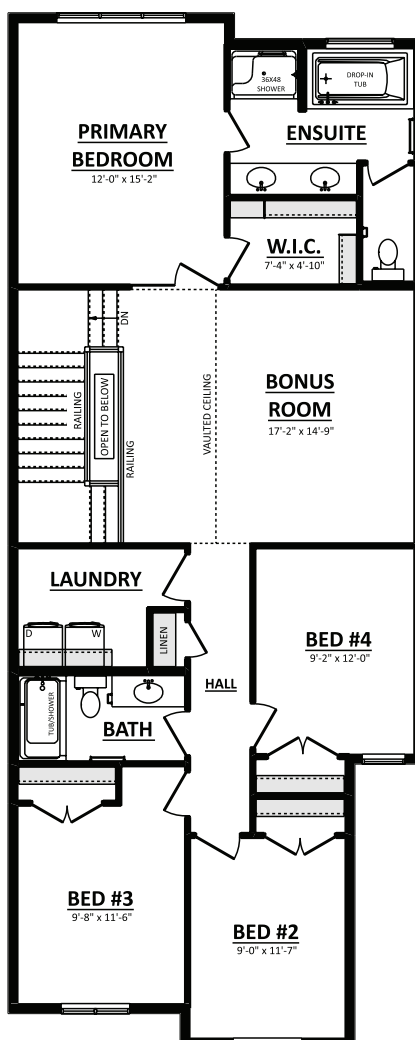 36X48
SHOWER
DROP-IN
TUB
PRIMARY
BEDROOM
12'-0" x 15'-2"
ENSUITE
W.I.C.
7'-4" x 4'-10"
DN
RAILING
OPEN TO BELOW
RAILING
VAULTED CEILING
BONUS
ROOM
17'-2" x 14'-9"
LAUNDRY
D
W
LINEN
BED #4
9'-2" x 12'-0"
HALL
TUB/SHOWER
BATH
BED #3
9'-8" x 11'-6"
BED #2
9'-0" x 11'-7"